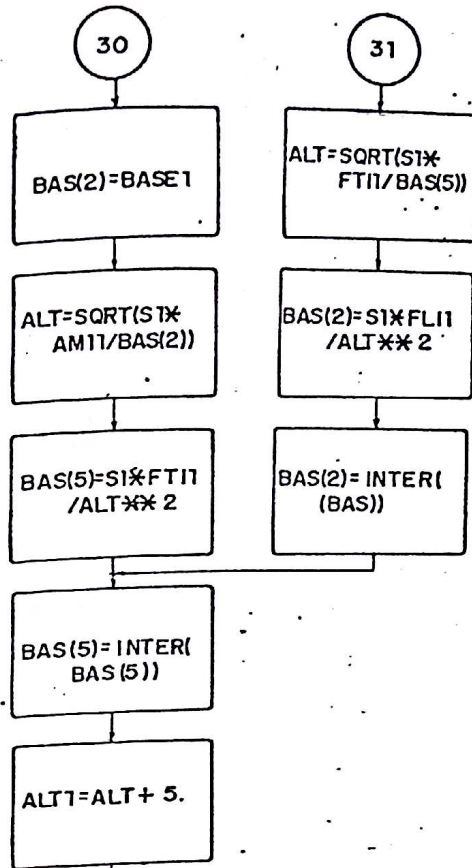 30
BAS(2)=BASE1
ALT=SQRT(S1*
AM11/BAS(2))
BAS(5)=S1*FT11
/ALT**2
BAS(5)=INTER(
BAS(5))
ALT1=ALT+5.
31
ALT=SQRT(S1*
FT11/BAS(5))
BAS(2)=S1*FL11
/ALT**2
BAS(2)=INTER(
(BAS))